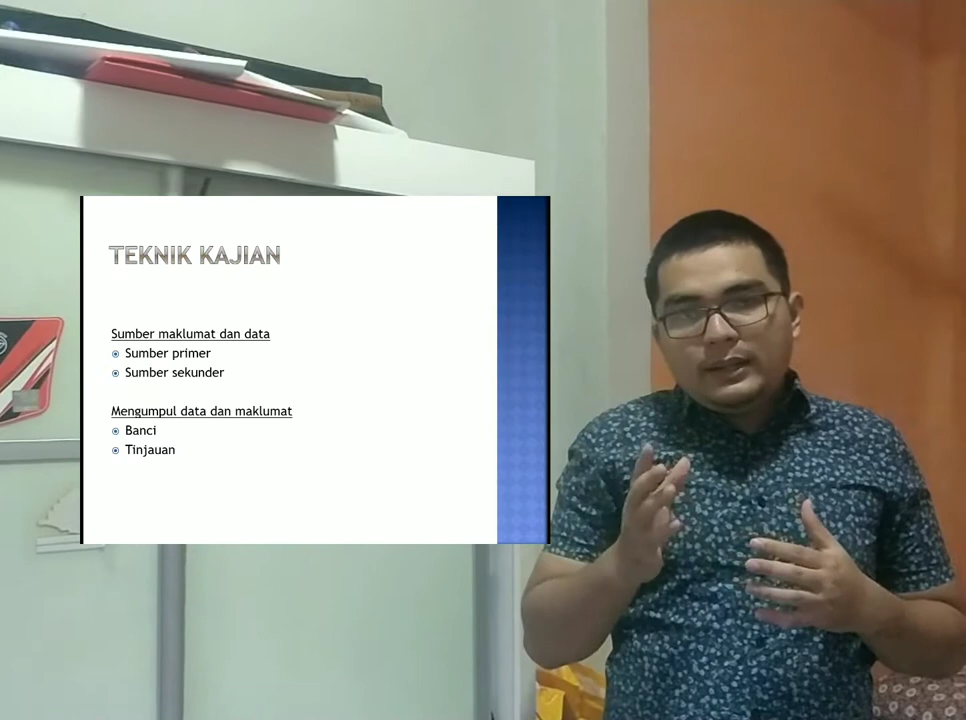 TEKNIK KAJIAN
Sumber maklumat dan data
Sumber primer
Sumber sekunder
Mengumpul data dan maklumat
Banci
Tinjauan